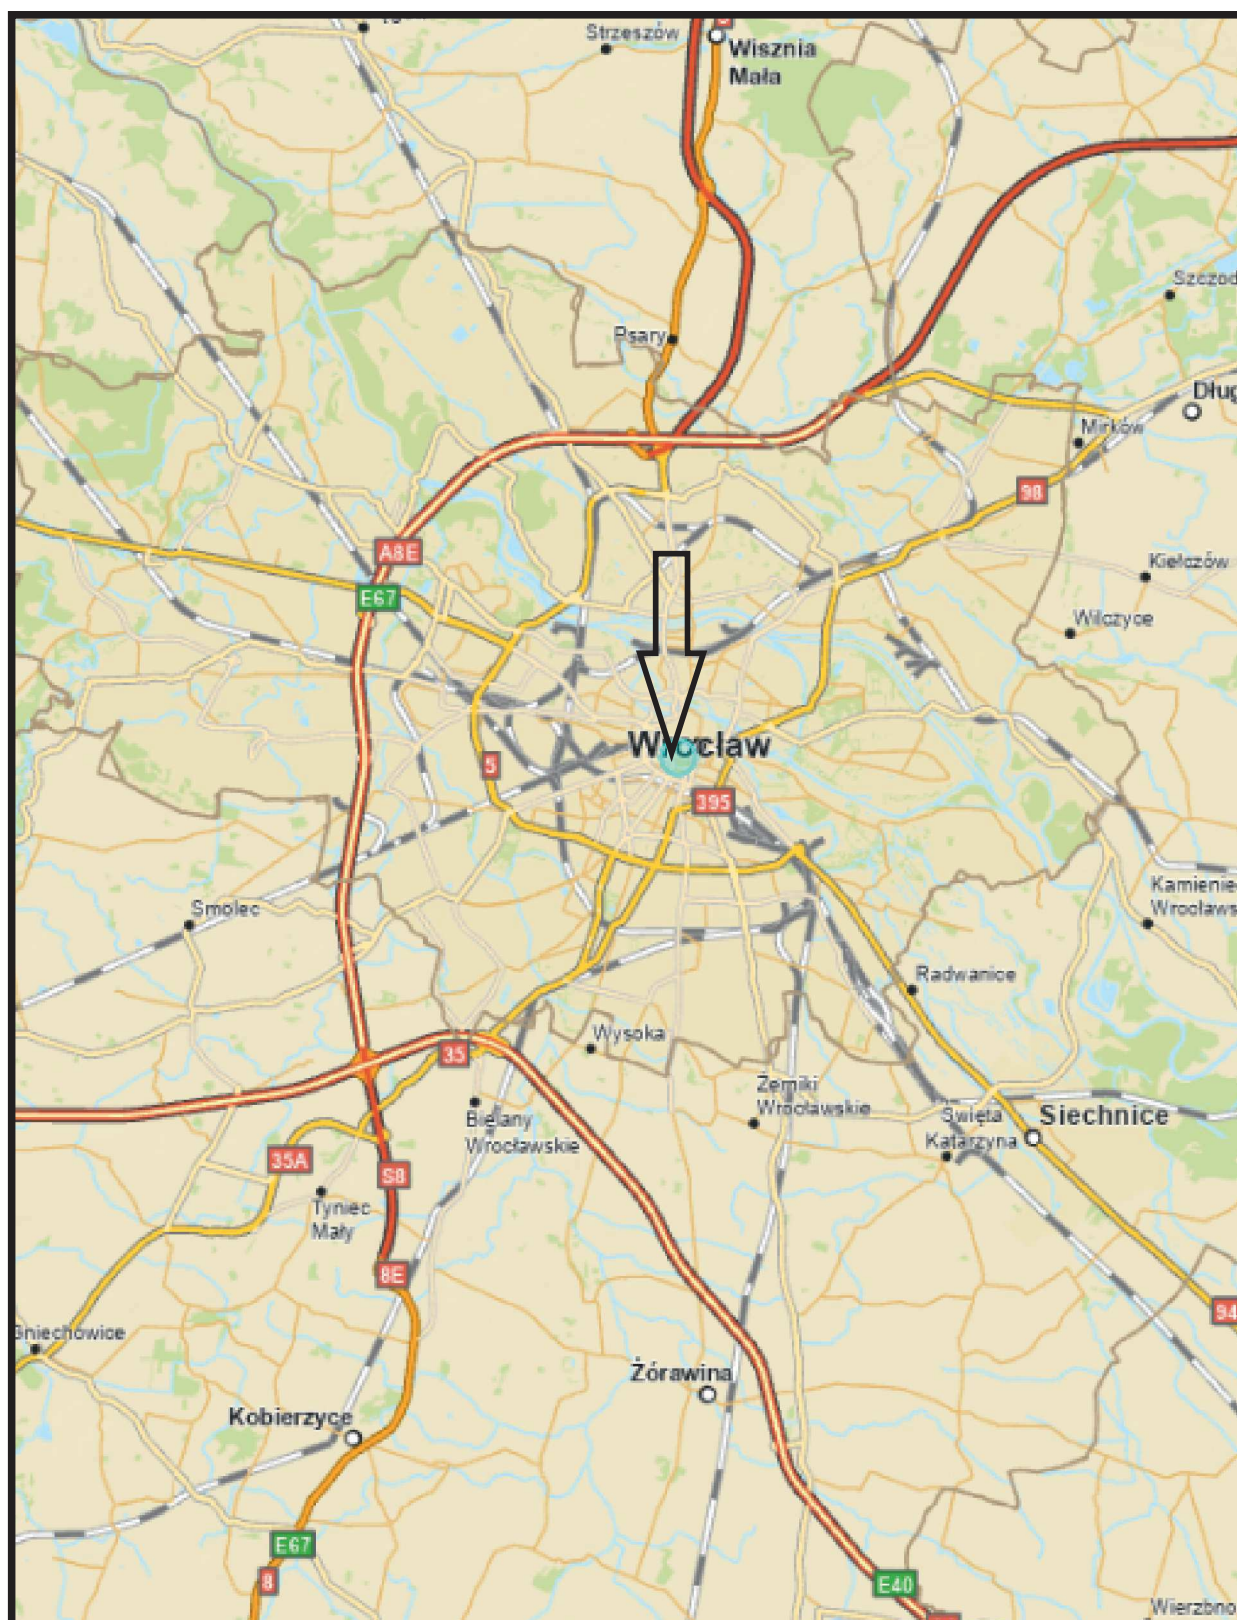 Strzeszów
Wisznia
Mała
Szczod
Psary
Dług
Mirków
98
A8E
Kiełczów
E67
Wilczyce
Wrocław
5
395
Kamienie
Wrocławs
Smolec
Radwanice
Wysoka
35
Żerniki
Wrocławskie
Bielany
Wrocławskie
Święta
Katarzyna
Siechnice
35A
S8
Tyniec
Mały
8E
94
Gniechowice
Żórawina
Kobierzyce
E67
8
E40
Wierzbno